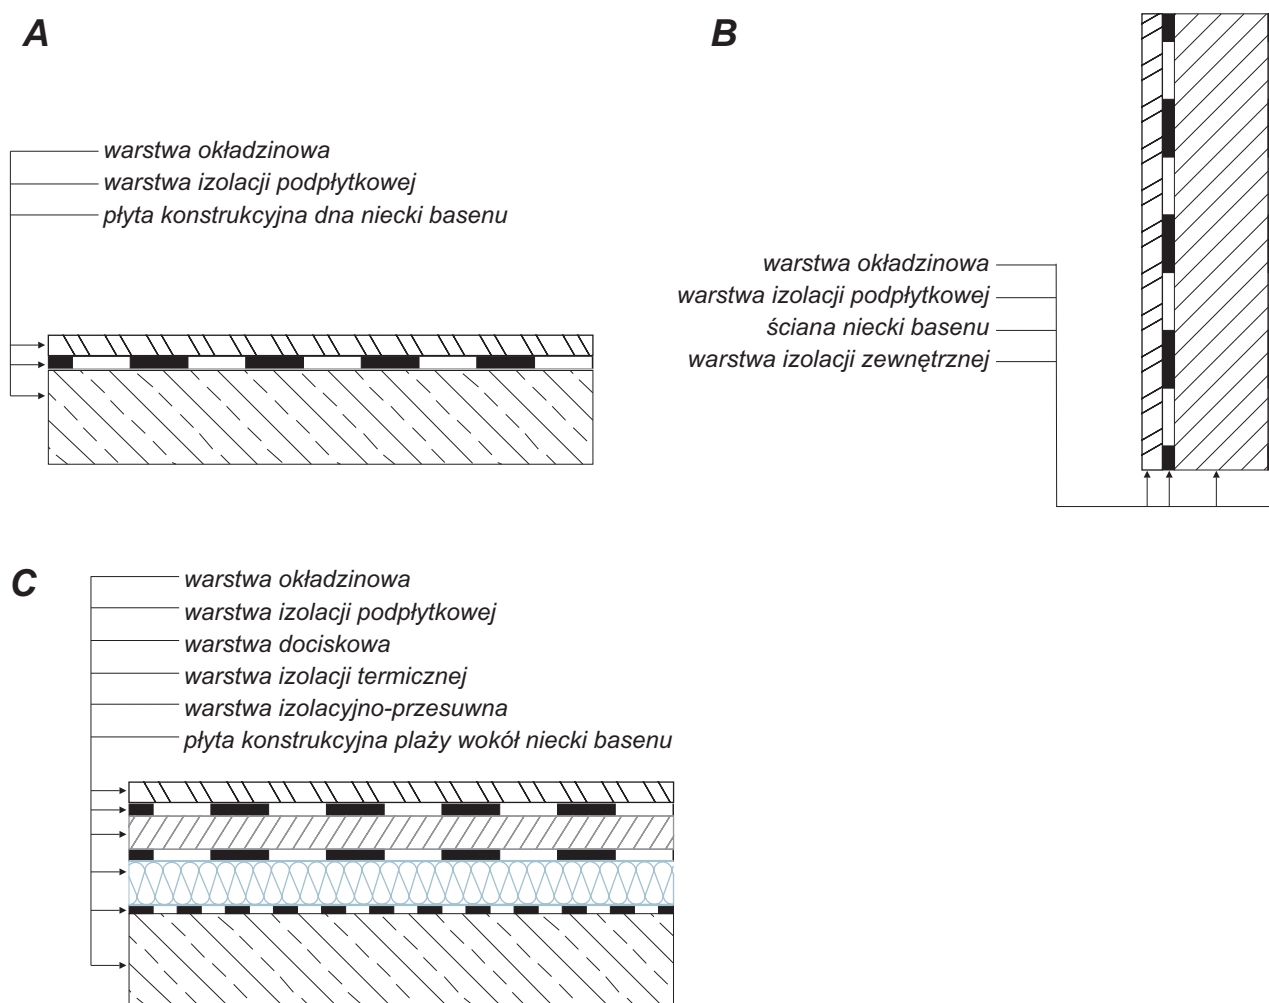 A
warstwa okładzinowa
warstwa izolacji podpłytkowej
płyta konstrukcyjna dna niecki basenu
B
warstwa okładzinowa
warstwa izolacji podpłytkowej
ściana niecki basenu
warstwa izolacji zewnętrznej
C
warstwa okładzinowa
warstwa izolacji podpłytkowej
warstwa dociskowa
warstwa izolacji termicznej
warstwa izolacyjno-przesuwna
płyta konstrukcyjna plaży wokół niecki basenu